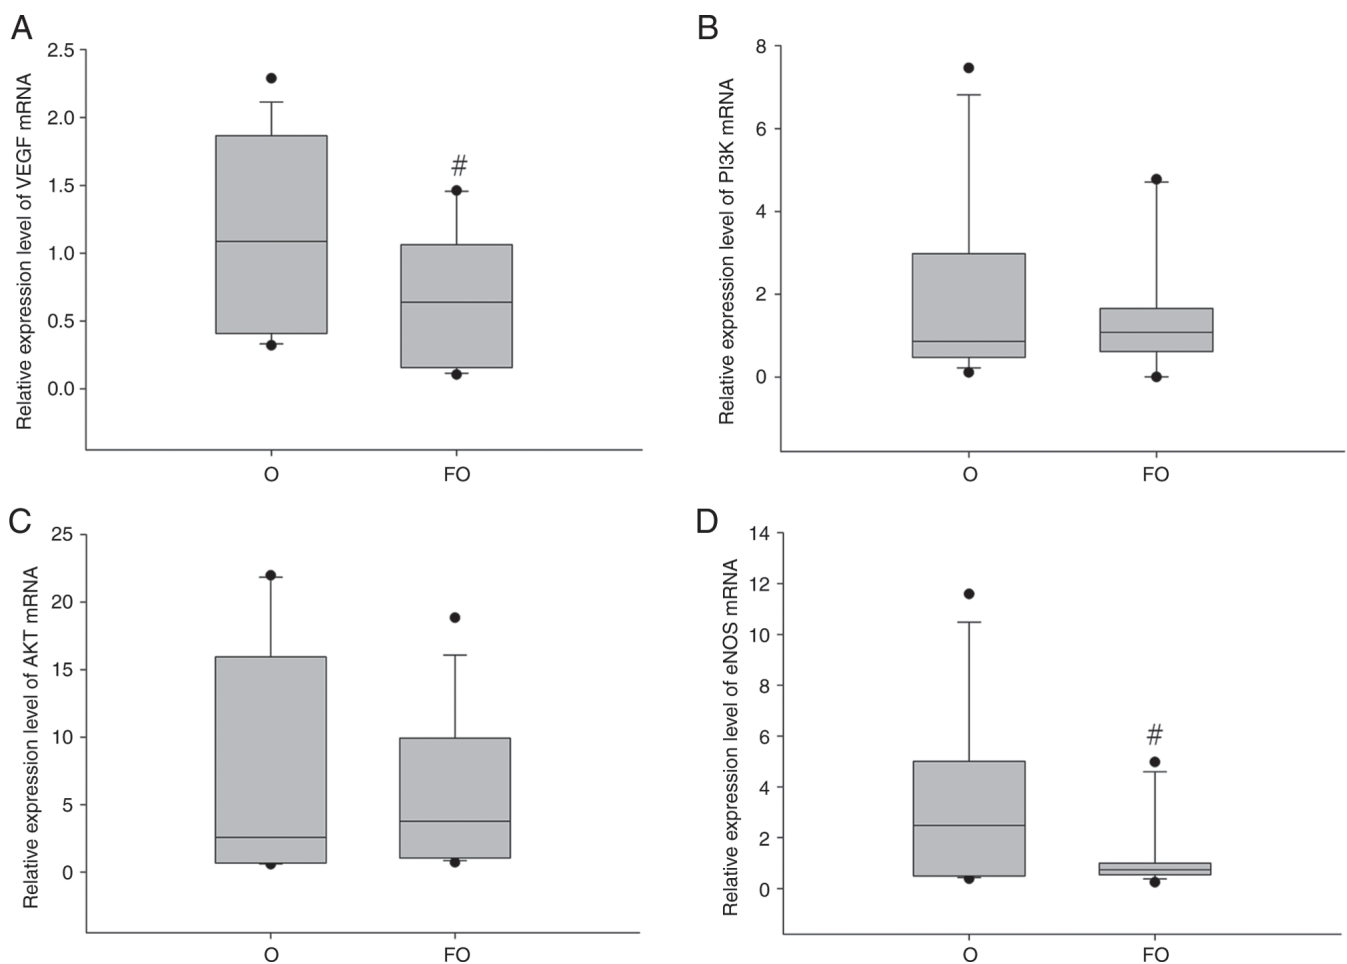 A
Relative expression level of VEGF mRNA
2.5
2.0
1.5
1.0
0.5
0.0
#
O
FO
B
Relative expression level of PI3K mRNA
8
6
4
2
0
O
FO
C
Relative expression level of AKT mRNA
25
20
15
10
5
0
O
FO
D
Relative expression level of eNOS mRNA
14
12
10
8
6
4
2
0
#
O
FO